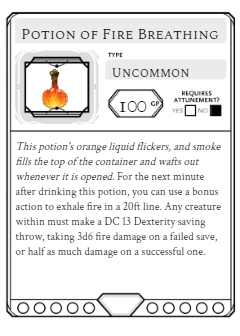 Potion of Fire Breathing
TYPE
Uncommon
100 GP
REQUIRES
ATTUNEMENT?
YES NO
This potion's orange liquid flickers, and smoke
fills the top of the container and wafts out
whenever it is opened. For the next minute
after drinking this potion, you can use a bonus
action to exhale fire in a 20ft line. Any creature
within must make a DC 13 Dexterity saving
throw, taking 3d6 fire damage on a failed save,
or half as much damage on a successful one.